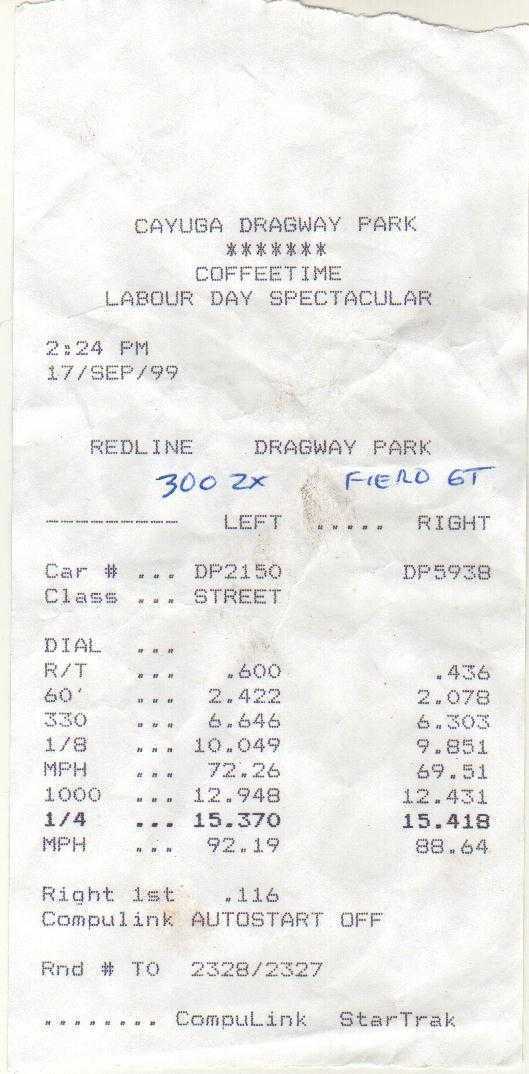 CAYUGA DRAGWAY PARK
*******
COFFEETIME
LABOUR DAY SPECTACULAR
2:24 PM
17/SEP/99
REDLINE DRAGWAY PARK
300 ZX FIERO GT
--------- LEFT ..... RIGHT
Car # ... DP2150 DP5938
Class ... STREET
DIAL ...
R/T ... .600 .436
60' ... 2.422 2.078
330 ... 6.646 6.303
1/8 ... 10.049 9.851
MPH ... 72.26 69.51
1000 ... 12.948 12.431
1/4 ... 15.370 15.418
MPH ... 92.19 88.64
Right 1st .116
Compulink AUTOSTART OFF
Rnd # TO 2328/2327
........ CompuLink StarTrak